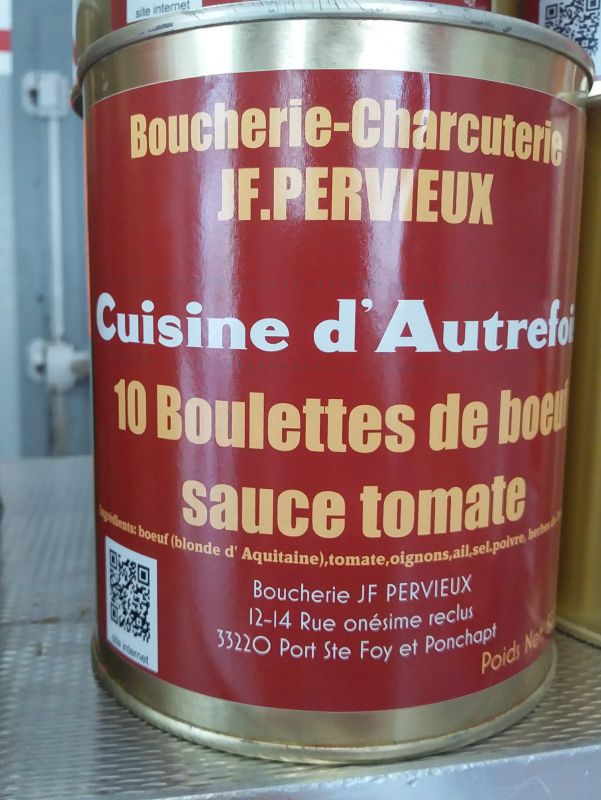 site internet
Boucherie-Charcuterie
JF.PERVIEUX
Cuisine d'Autrefois
10 Boulettes de boeuf
sauce tomate
Ingrédients: boeuf (blonde d' Aquitaine),tomate,oignons,ail,sel.poivre, herbes de
Boucherie JF PERVIEUX
12-14 Rue onésime reclus
33220 Port Ste Foy et Ponchapt
Poids Net:
site internet